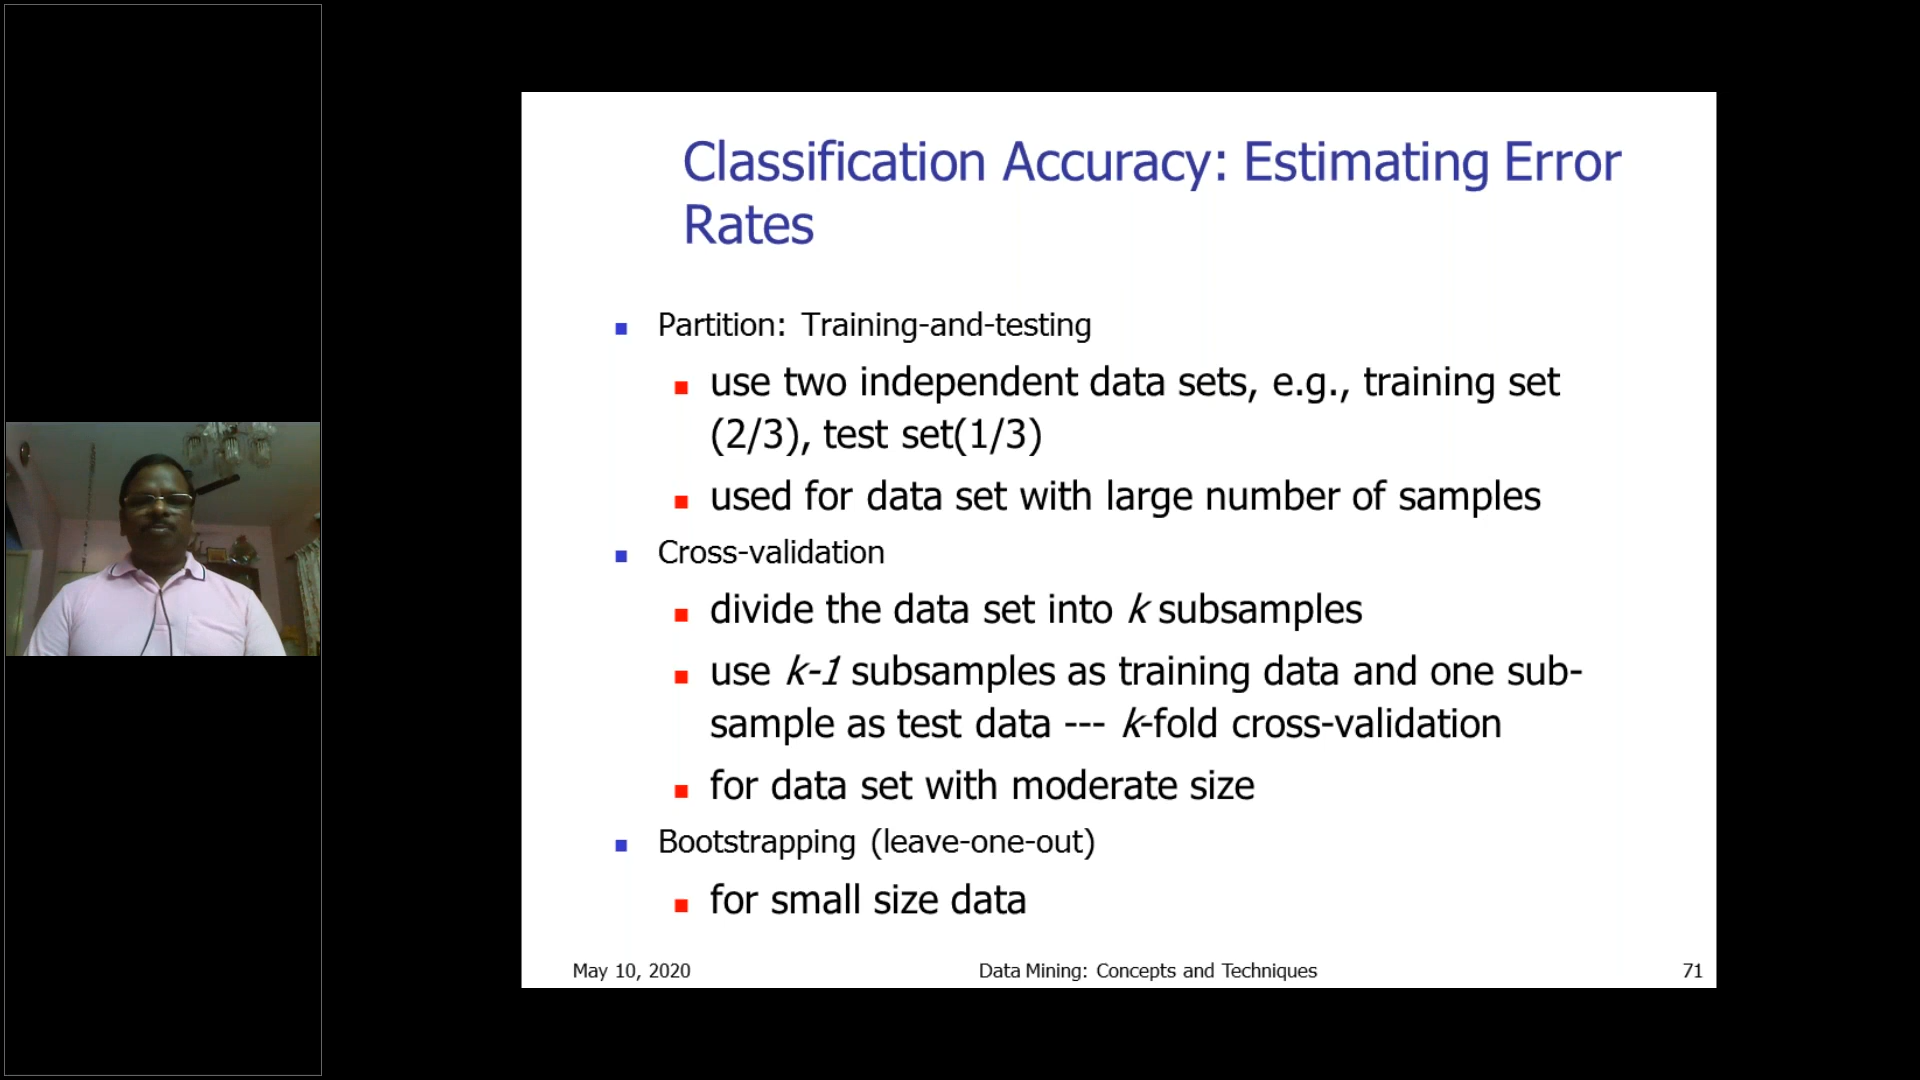 Classification Accuracy: Estimating Error
Rates
Partition: Training-and-testing
use two independent data sets, e.g., training set
(2/3), test set(1/3)
used for data set with large number of samples
Cross-validation
divide the data set into k subsamples
use k-1 subsamples as training data and one sub-
sample as test data --- k-fold cross-validation
for data set with moderate size
Bootstrapping (leave-one-out)
for small size data
May 10, 2020
Data Mining: Concepts and Techniques
71